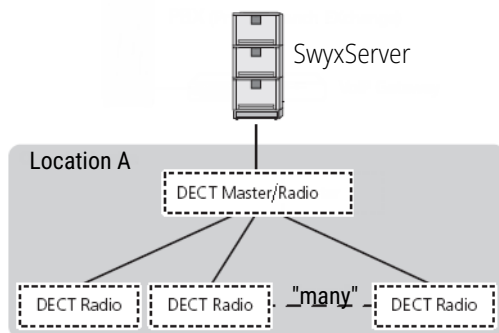 SwyxServer
Location A
DECT Master/Radio
DECT Radio DECT Radio "many" DECT Radio